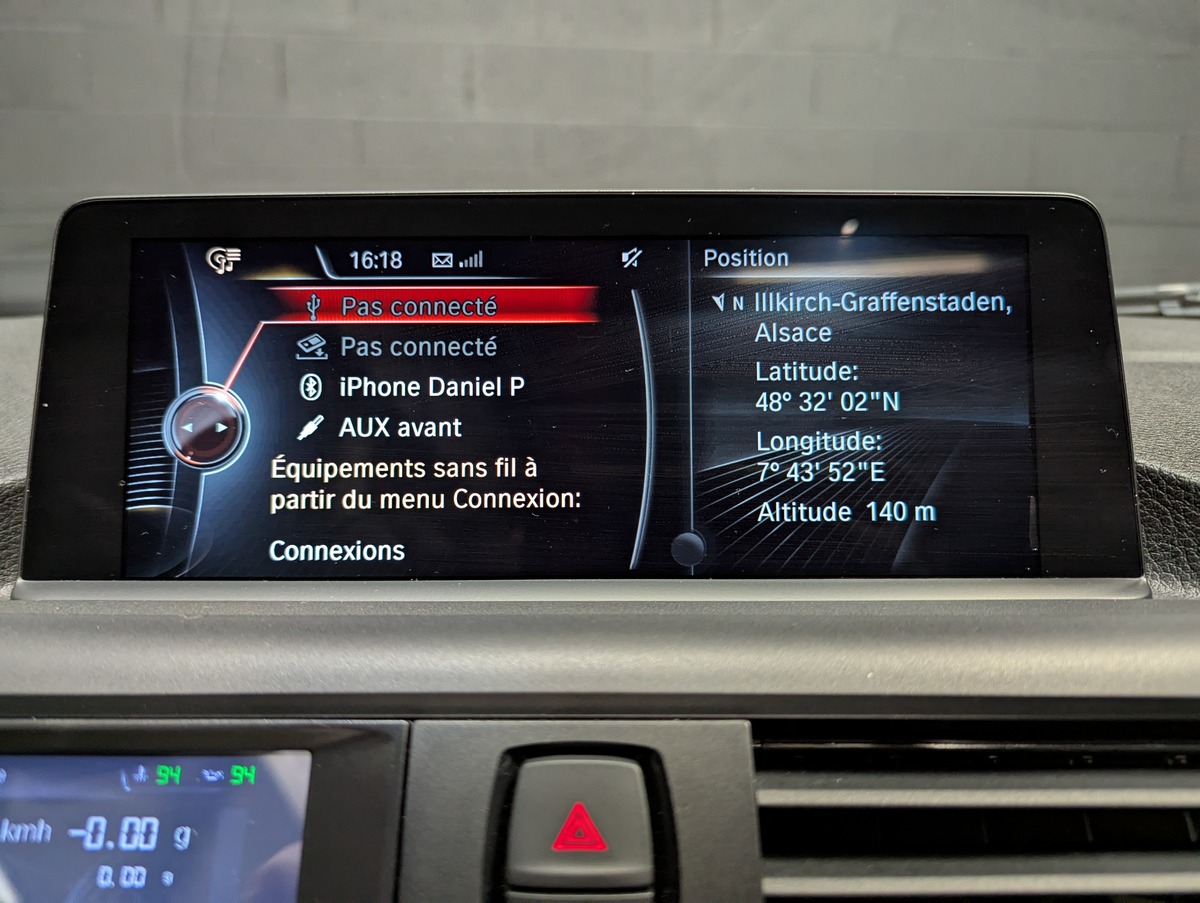 16:18
Pas connecté
Pas connecté
iPhone Daniel P
AUX avant
Équipements sans fil à
partir du menu Connexion:
Connexions
Position
N Illkirch-Graffenstaden,
Alsace
Latitude:
48° 32' 02"N
Longitude:
7° 43' 52"E
Altitude 140 m
94 94
kmh -0.00 g
0.00